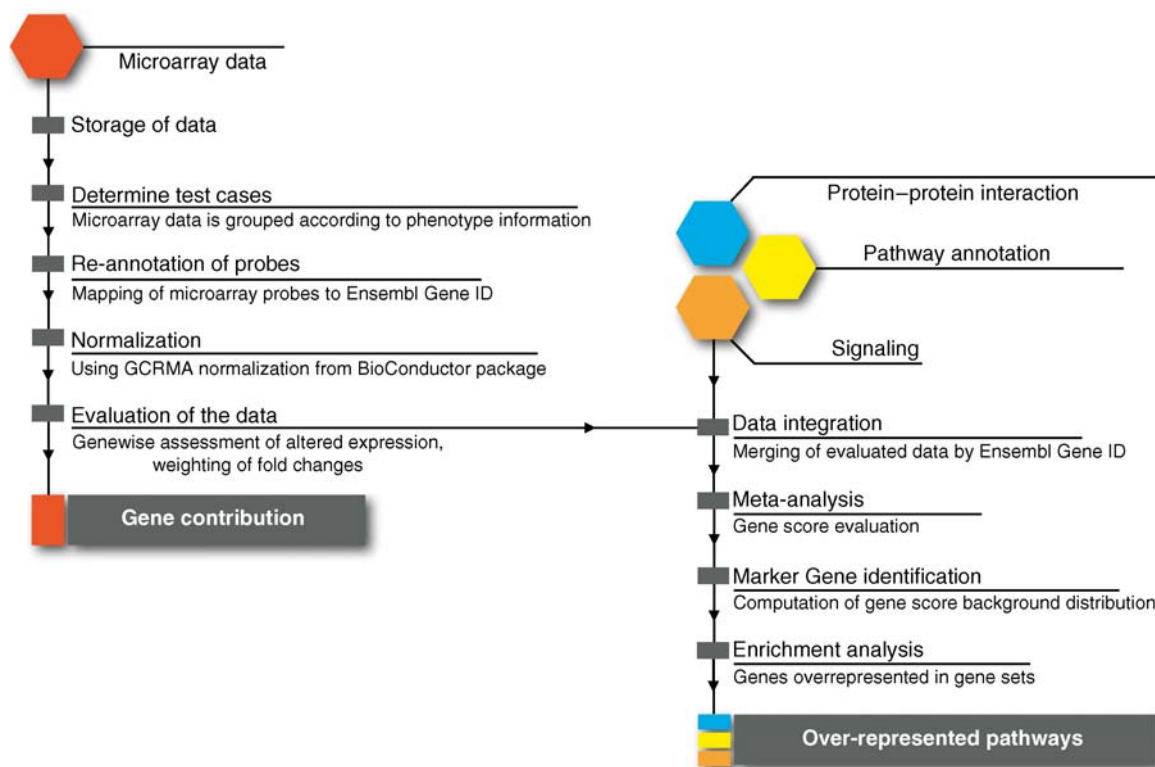 Microarray data
Storage of data
Determine test cases
Microarray data is grouped according to phenotype information
Re-annotation of probes
Mapping of microarray probes to Ensembl Gene ID
Normalization
Using GCRMA normalization from BioConductor package
Evaluation of the data
Genewise assessment of altered expression,
weighting of fold changes
Gene contribution
Protein–protein interaction
Pathway annotation
Signaling
Data integration
Merging of evaluated data by Ensembl Gene ID
Meta-analysis
Gene score evaluation
Marker Gene identification
Computation of gene score background distribution
Enrichment analysis
Genes overrepresented in gene sets
Over-represented pathways